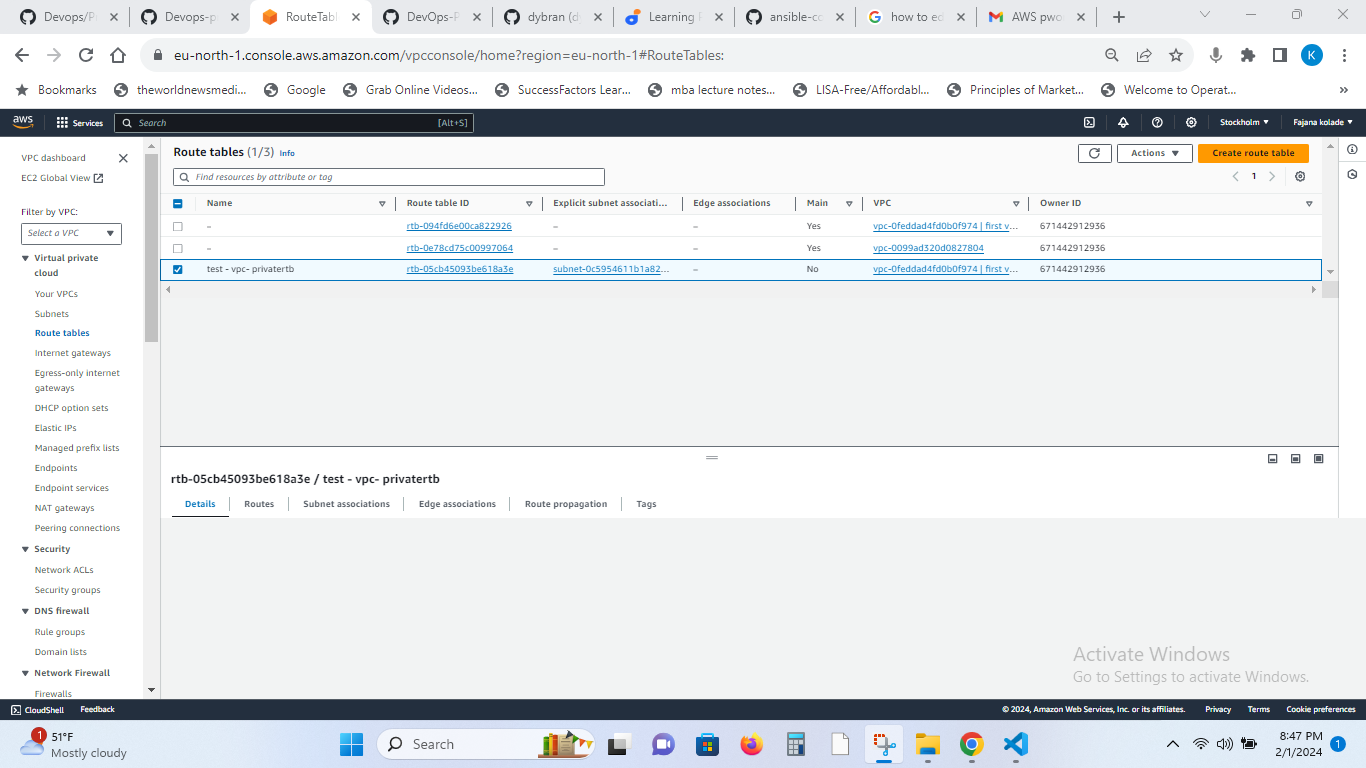 Devops/P
Devops-p
RouteTabl
DevOps-P
dybran (d
Learning
ansible-co
how to ed
AWS pwo
eu-north-1.console.aws.amazon.com/vpcconsole/home?region=eu-north-1#RouteTables:
K
Bookmarks
theworldnewsmedi...
Google
Grab Online Videos...
SuccessFactors Lear...
mba lecture notes...
LISA-Free/Affordabl...
Principles of Market...
Welcome to Operat...
»
aws
Services
Search
[Alt+S]
Stockholm
Fajana kolade
VPC dashboard
EC2 Global View
Filter by VPC:
Select a VPC
Virtual private
cloud
Your VPCs
Subnets
Route tables
Internet gateways
Egress-only internet
gateways
DHCP option sets
Elastic IPs
Managed prefix lists
Endpoints
Endpoint services
NAT gateways
Peering connections
Security
Network ACLs
Security groups
DNS firewall
Rule groups
Domain lists
Network Firewall
Firewalls
Route tables (1/3) Info
Actions
Create route table
Find resources by attribute or tag
1
Name Route table ID Explicit subnet associati... Edge associations Main VPC Owner ID
– rtb-094fd6e00ca822926 – – Yes vpc-0feddad4fd0b0f974 | first v... 671442912936
– rtb-0e78cd75c00997064 – – Yes vpc-0099ad320d0827804 671442912936
test - vpc- privatertb rtb-05cb45093be618a3e subnet-0c5954611b1a82... – No vpc-0feddad4fd0b0f974 | first v... 671442912936
rtb-05cb45093be618a3e / test - vpc- privatertb
Details Routes Subnet associations Edge associations Route propagation Tags
Activate Windows
Go to Settings to activate Windows.
CloudShell
Feedback
© 2024, Amazon Web Services, Inc. or its affiliates.
Privacy
Terms
Cookie preferences
1
51°F
Mostly cloudy
Search
8:47 PM
2/1/2024
1